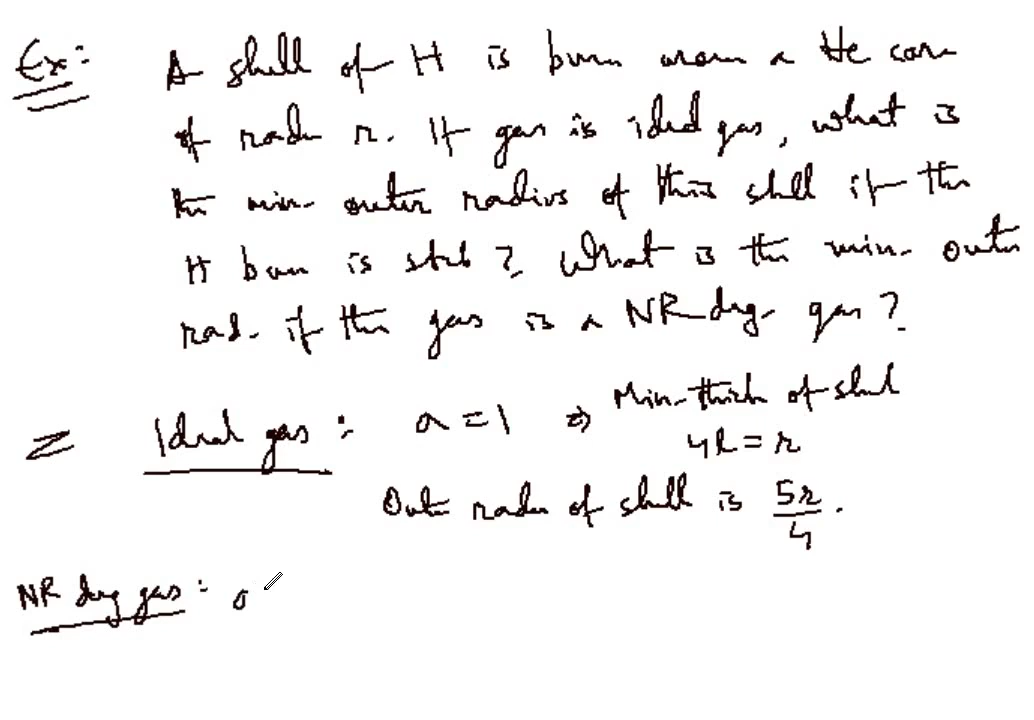 Ex: A shell of H is burn aroun a He core
of radu r. If gas is ideal gas, what is
the min. outer radius of this shell if the
H burn is stab? What is the min. outer
rad. if the gas is a NR deg. gas?
Ideal gas: a = 1 ⇒ Min. thick of shell
4R = r
Outer radu of shell is 5r/4.
NR deg gas: